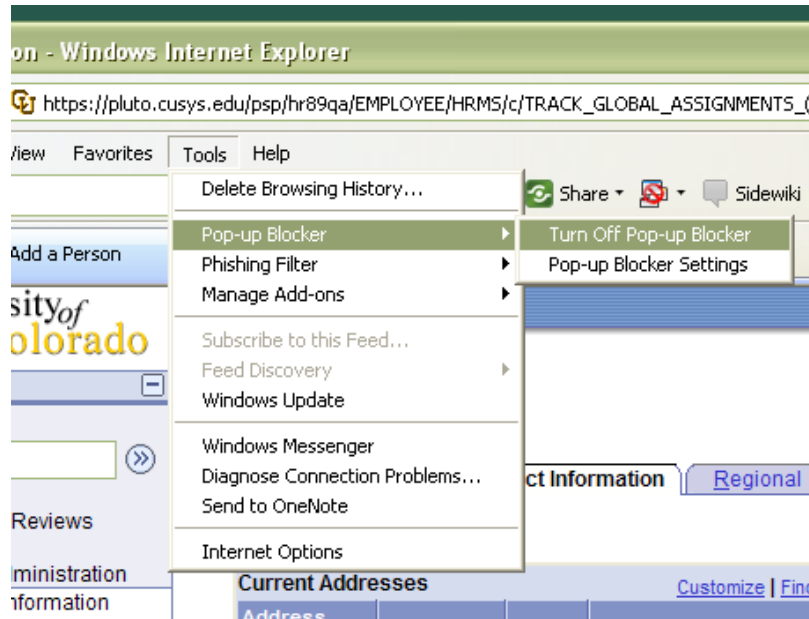 on - Windows Internet Explorer
https://pluto.cusys.edu/psp/hr89qa/EMPLOYEE/HRMS/c/TRACK_GLOBAL_ASSIGNMENTS_(
View Favorites Tools Help
Delete Browsing History...
Share Sidewiki
Pop-up Blocker
Turn Off Pop-up Blocker
Add a Person
Phishing Filter
Pop-up Blocker Settings
Manage Add-ons
sity of
olorado
Subscribe to this Feed...
Feed Discovery
Windows Update
Windows Messenger
Diagnose Connection Problems...
ct Information Regional
Send to OneNote
Reviews
Internet Options
ministration
Current Addresses
Customize | Find
nformation
Address